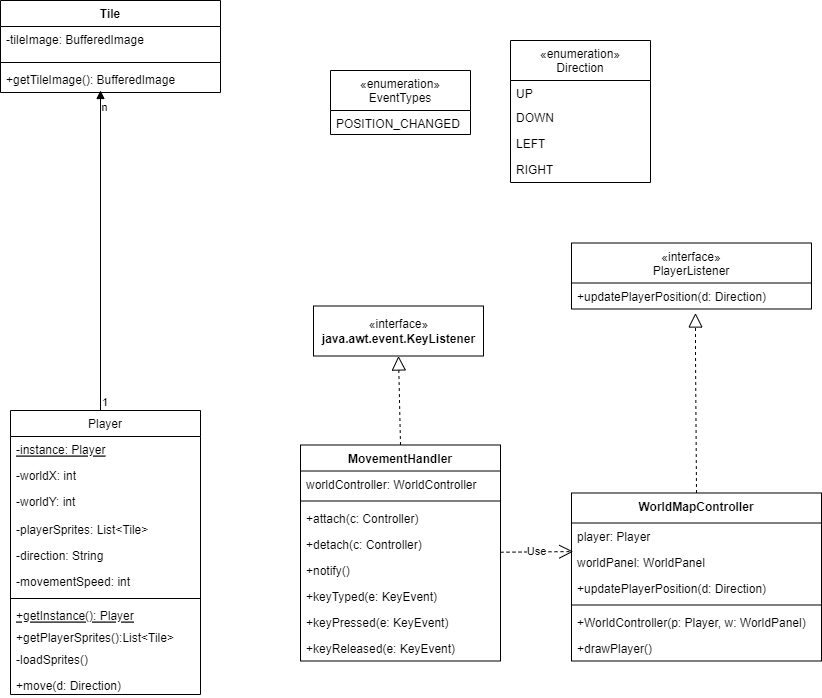 Tile
-tileImage: BufferedImage
+getTileImage(): BufferedImage
n
«enumeration»
EventTypes
POSITION_CHANGED
«enumeration»
Direction
UP
DOWN
LEFT
RIGHT
«interface»
PlayerListener
+updatePlayerPosition(d: Direction)
«interface»
java.awt.event.KeyListener
1
Player
-instance: Player
-worldX: int
-worldY: int
-playerSprites: List<Tile>
-direction: String
-movementSpeed: int
+getInstance(): Player
+getPlayerSprites():List<Tile>
-loadSprites()
+move(d: Direction)
MovementHandler
worldController: WorldController
+attach(c: Controller)
+detach(c: Controller)
+notify()
+keyTyped(e: KeyEvent)
+keyPressed(e: KeyEvent)
+keyReleased(e: KeyEvent)
Use
WorldMapController
player: Player
worldPanel: WorldPanel
+updatePlayerPosition(d: Direction)
+WorldController(p: Player, w: WorldPanel)
+drawPlayer()